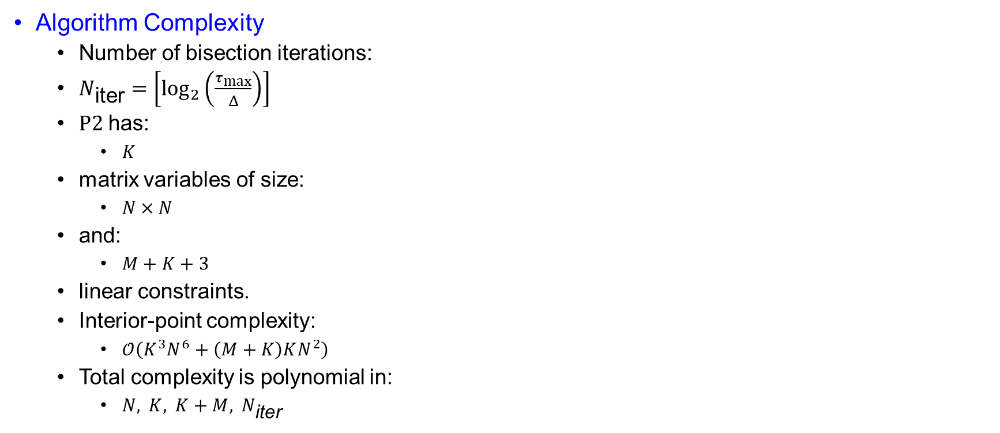 • Algorithm Complexity
• Number of bisection iterations:
• N_iter = [log₂ (τ_max / Δ)]
• P2 has:
• K
• matrix variables of size:
• N × N
• and:
• M + K + 3
• linear constraints.
• Interior-point complexity:
• 𝒪(K³N⁶ + (M + K)KN²)
• Total complexity is polynomial in:
• N, K, K + M, N_iter